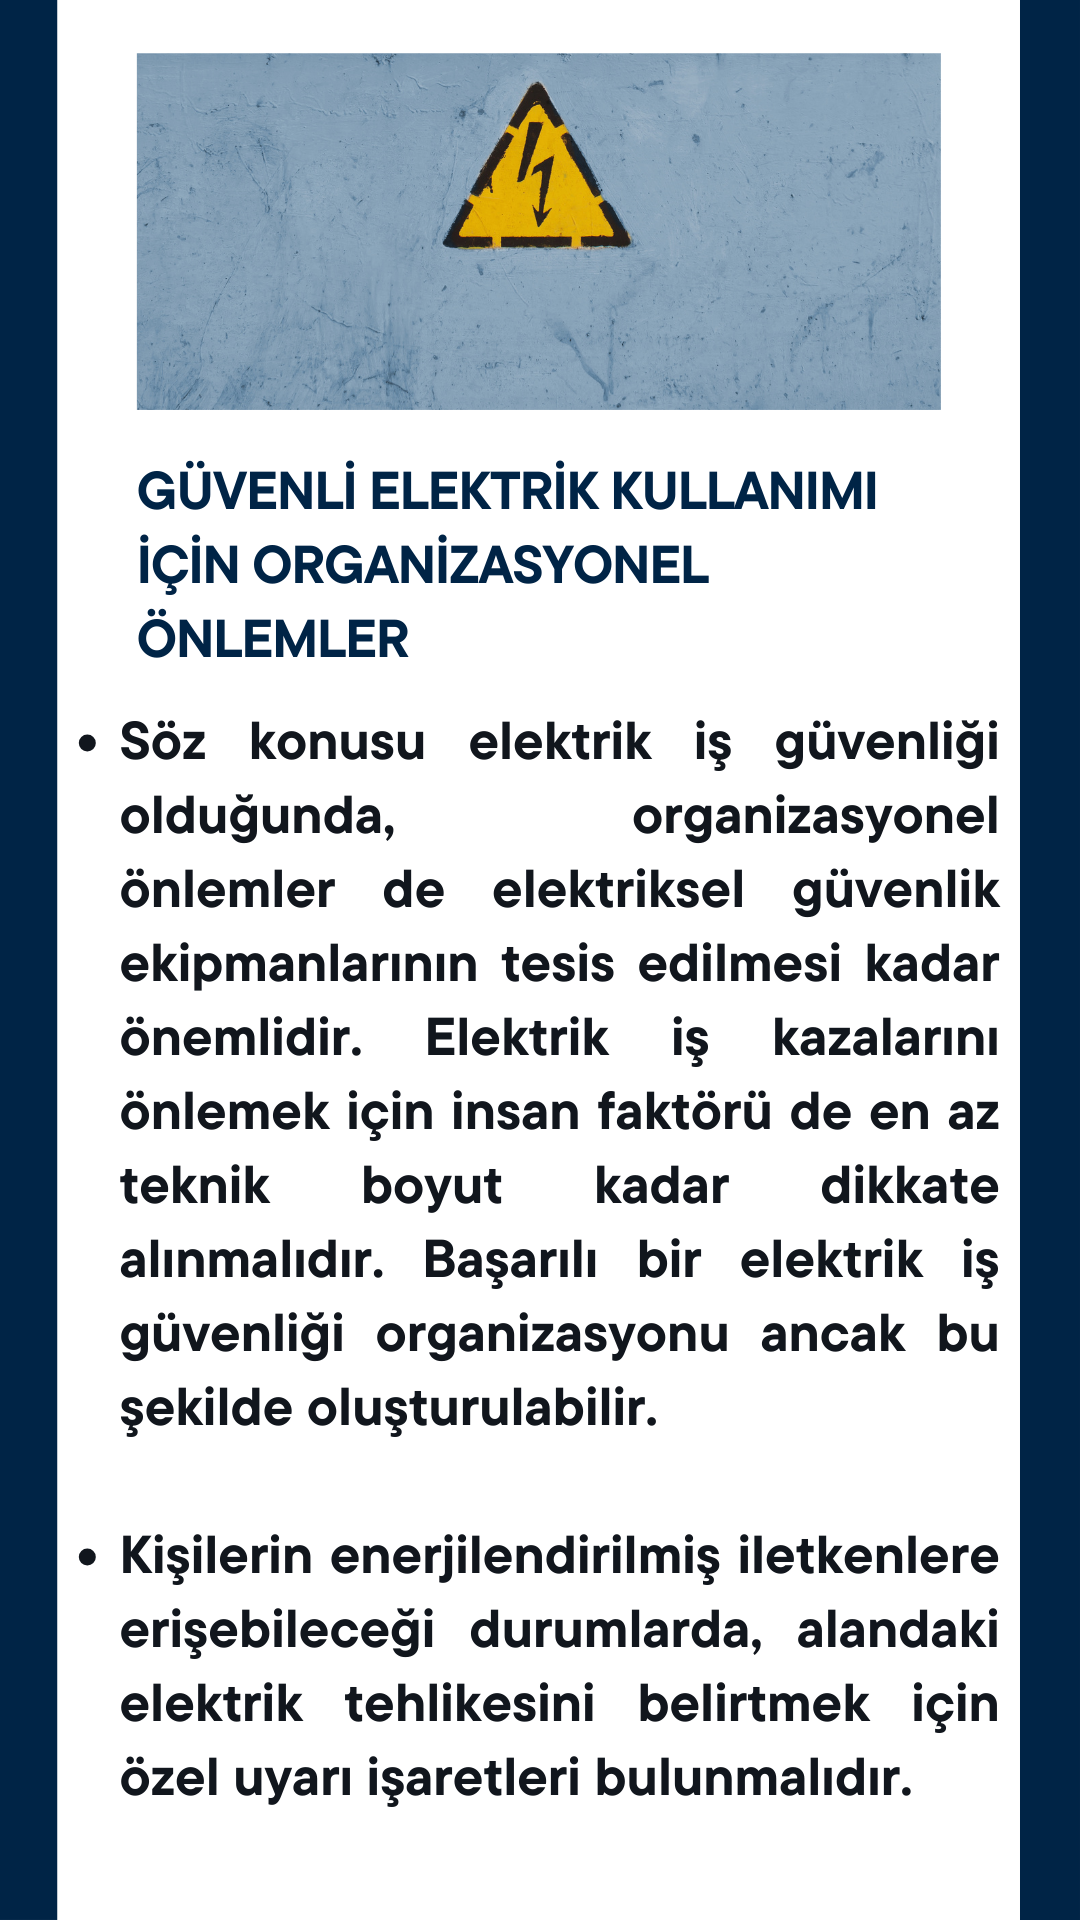 GÜVENLİ ELEKTRİK KULLANIMI
İÇİN ORGANİZASYONEL
ÖNLEMLER
• Söz konusu elektrik iş güvenliği
olduğunda, organizasyonel
önlemler de elektriksel güvenlik
ekipmanlarının tesis edilmesi kadar
önemlidir. Elektrik iş kazalarını
önlemek için insan faktörü de en az
teknik boyut kadar dikkate
alınmalıdır. Başarılı bir elektrik iş
güvenliği organizasyonu ancak bu
şekilde oluşturulabilir.
• Kişilerin enerjilendirilmiş iletkenlere
erişebileceği durumlarda, alandaki
elektrik tehlikesini belirtmek için
özel uyarı işaretleri bulunmalıdır.